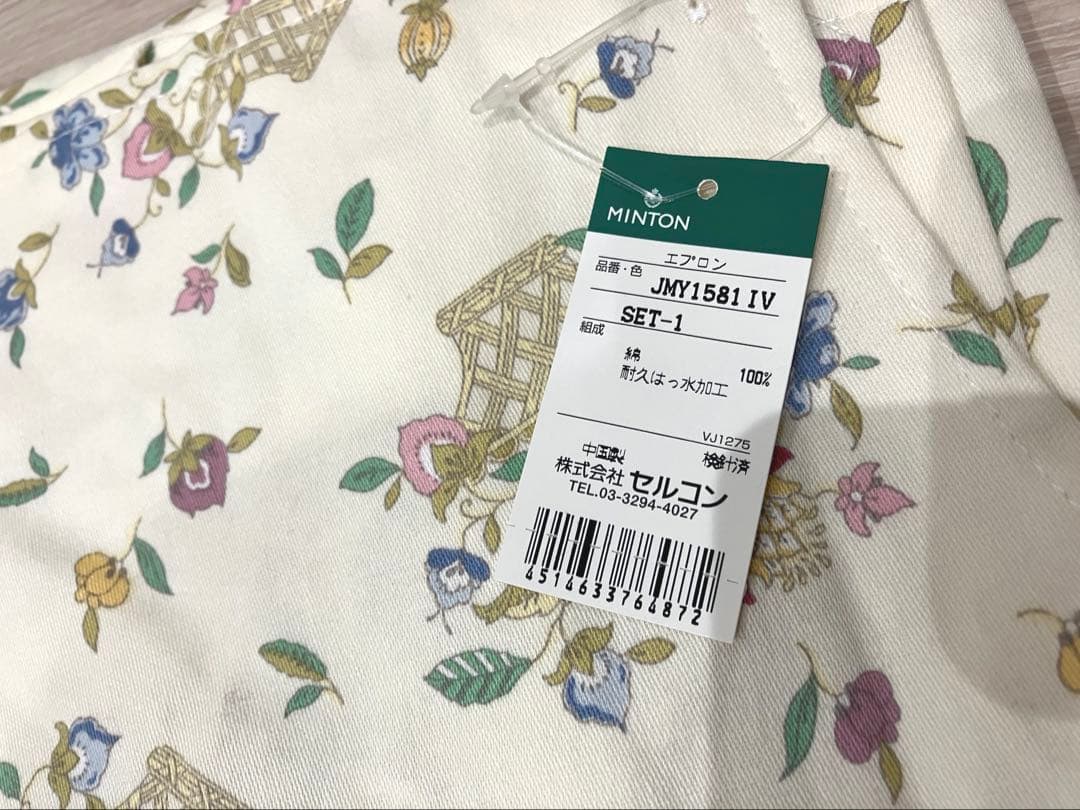 MINTON
エプロン
品番・色 JMY1581 IV
SET-1
組成
綿 100%
耐久はっ水加工
VJ1275
中国製 検針済
株式会社 セルコン
TEL.03-3294-4027
4514633764872